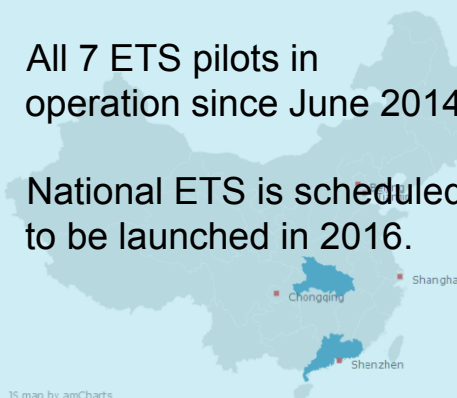 All 7 ETS pilots in
operation since June 2014
National ETS is scheduled
to be launched in 2016.
Shangha
Chongqing
Shenzhen
JS map by amCharts